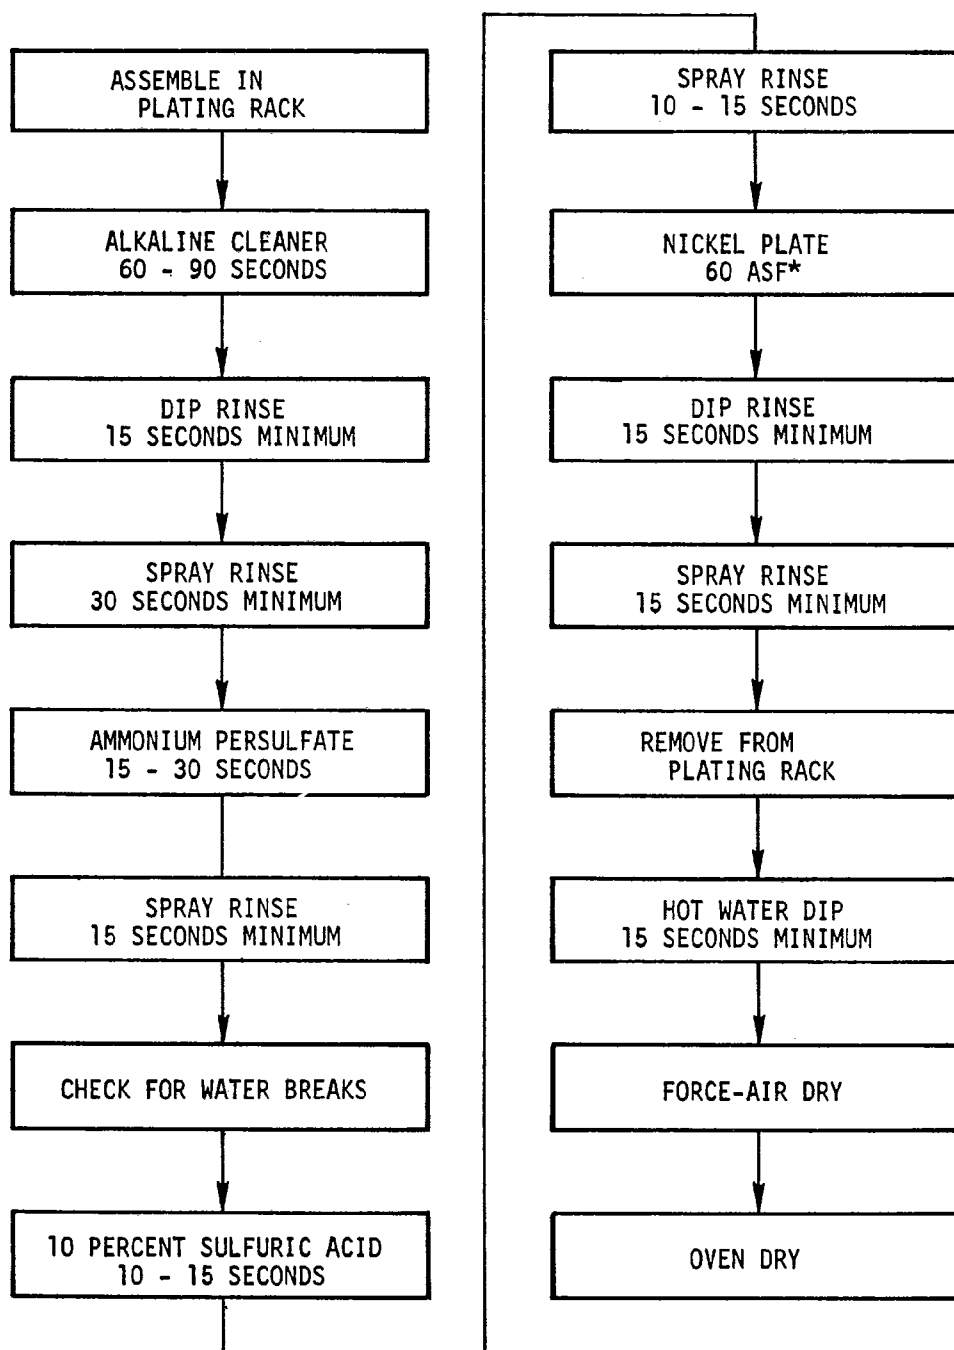 ASSEMBLE IN
PLATING RACK
ALKALINE CLEANER
60 - 90 SECONDS
DIP RINSE
15 SECONDS MINIMUM
SPRAY RINSE
30 SECONDS MINIMUM
AMMONIUM PERSULFATE
15 - 30 SECONDS
SPRAY RINSE
15 SECONDS MINIMUM
CHECK FOR WATER BREAKS
10 PERCENT SULFURIC ACID
10 - 15 SECONDS
SPRAY RINSE
10 - 15 SECONDS
NICKEL PLATE
60 ASF*
DIP RINSE
15 SECONDS MINIMUM
SPRAY RINSE
15 SECONDS MINIMUM
REMOVE FROM
PLATING RACK
HOT WATER DIP
15 SECONDS MINIMUM
FORCE-AIR DRY
OVEN DRY